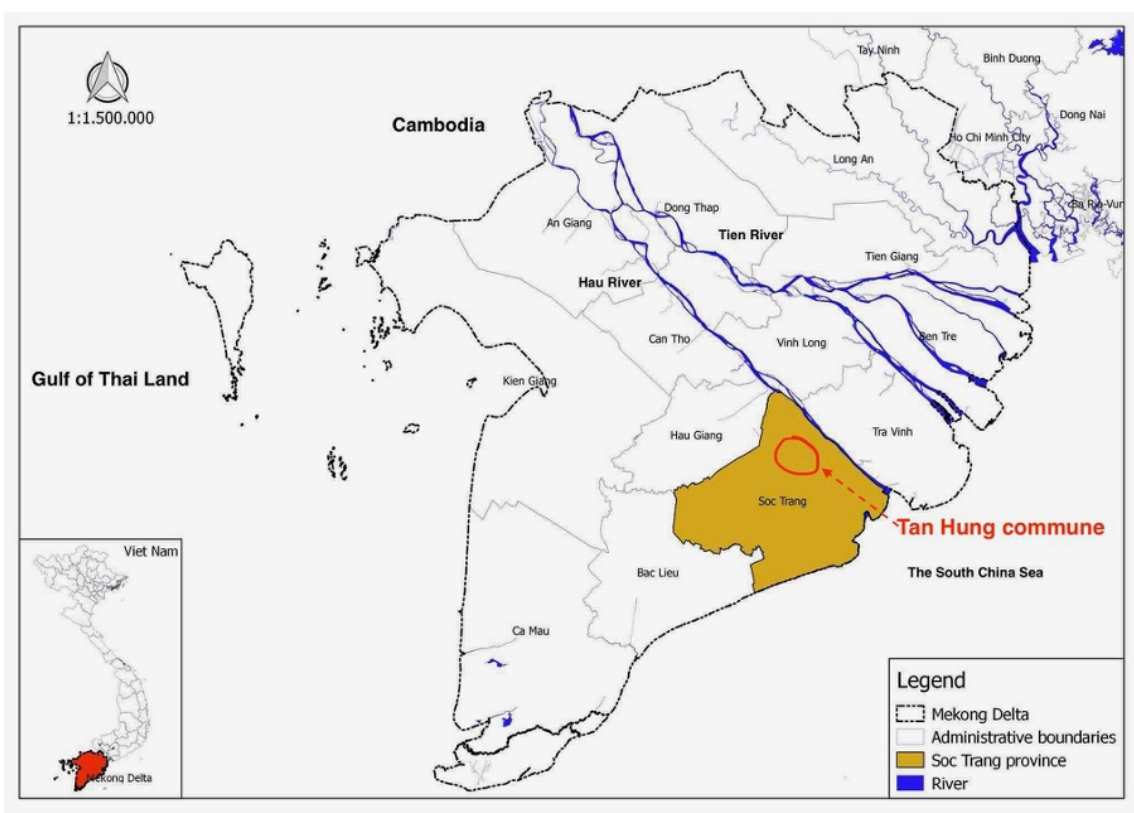 Tay Ninh
Binh Duong
1:1.500.000
Cambodia
Dong Nai
Ho Chi Minh City
Long An
Ba Ria-Vun
Dong Thap
An Giang
Tien River
Tien Giang
Hau River
Can Tho
Vinh Long
Ben Tre
Gulf of Thai Land
Kien Giang
Hau Giang
Tra Vinh
Soc Trang
Tan Hung commune
Viet Nam
Bac Lieu
The South China Sea
Ca Mau
Mekong Delta
Legend
Mekong Delta
Administrative boundaries
Soc Trang province
River